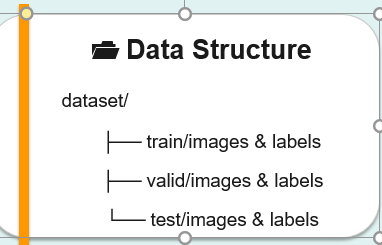 📂 Data Structure
dataset/
├── train/images & labels
├── valid/images & labels
└── test/images & labels